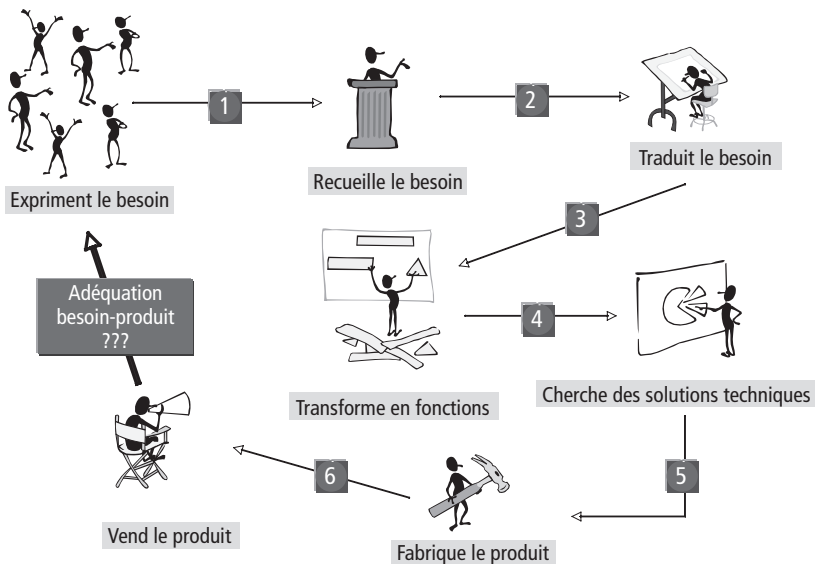 1
2
Expriment le besoin
Recueille le besoin
Traduit le besoin
3
Adéquation
besoin-produit
???
4
Transforme en fonctions
Cherche des solutions techniques
5
6
Vend le produit
Fabrique le produit